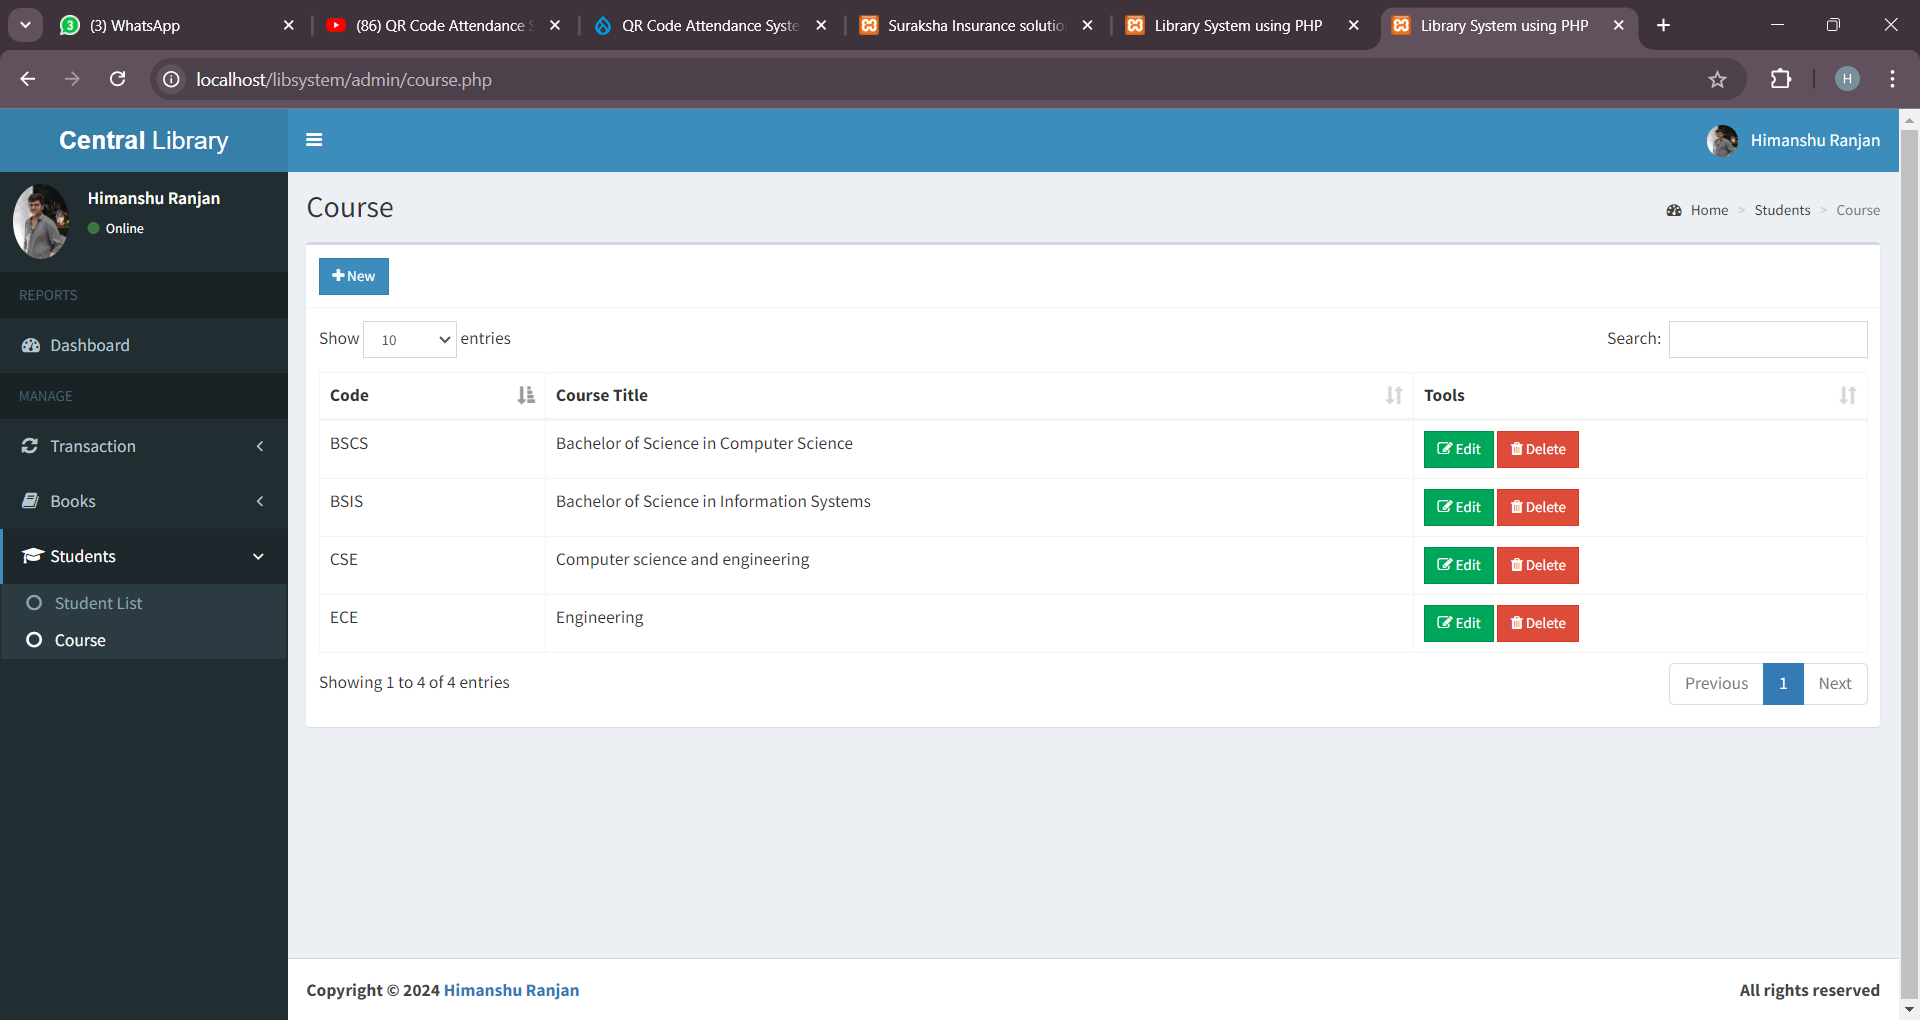 3 (3) WhatsApp
(86) QR Code Attendance S
QR Code Attendance Syste
Suraksha Insurance solutio
Library System using PHP
Library System using PHP
localhost/libsystem/admin/course.php
H
Central Library
Himanshu Ranjan
Himanshu Ranjan
Online
Course
Home > Students > Course
REPORTS
Dashboard
MANAGE
Transaction
Books
Students
Student List
Course
New
Show 10 entries
Search:
Code Course Title Tools
BSCS Bachelor of Science in Computer Science Edit Delete
BSIS Bachelor of Science in Information Systems Edit Delete
CSE Computer science and engineering Edit Delete
ECE Engineering Edit Delete
Showing 1 to 4 of 4 entries
Previous 1 Next
Copyright © 2024 Himanshu Ranjan
All rights reserved